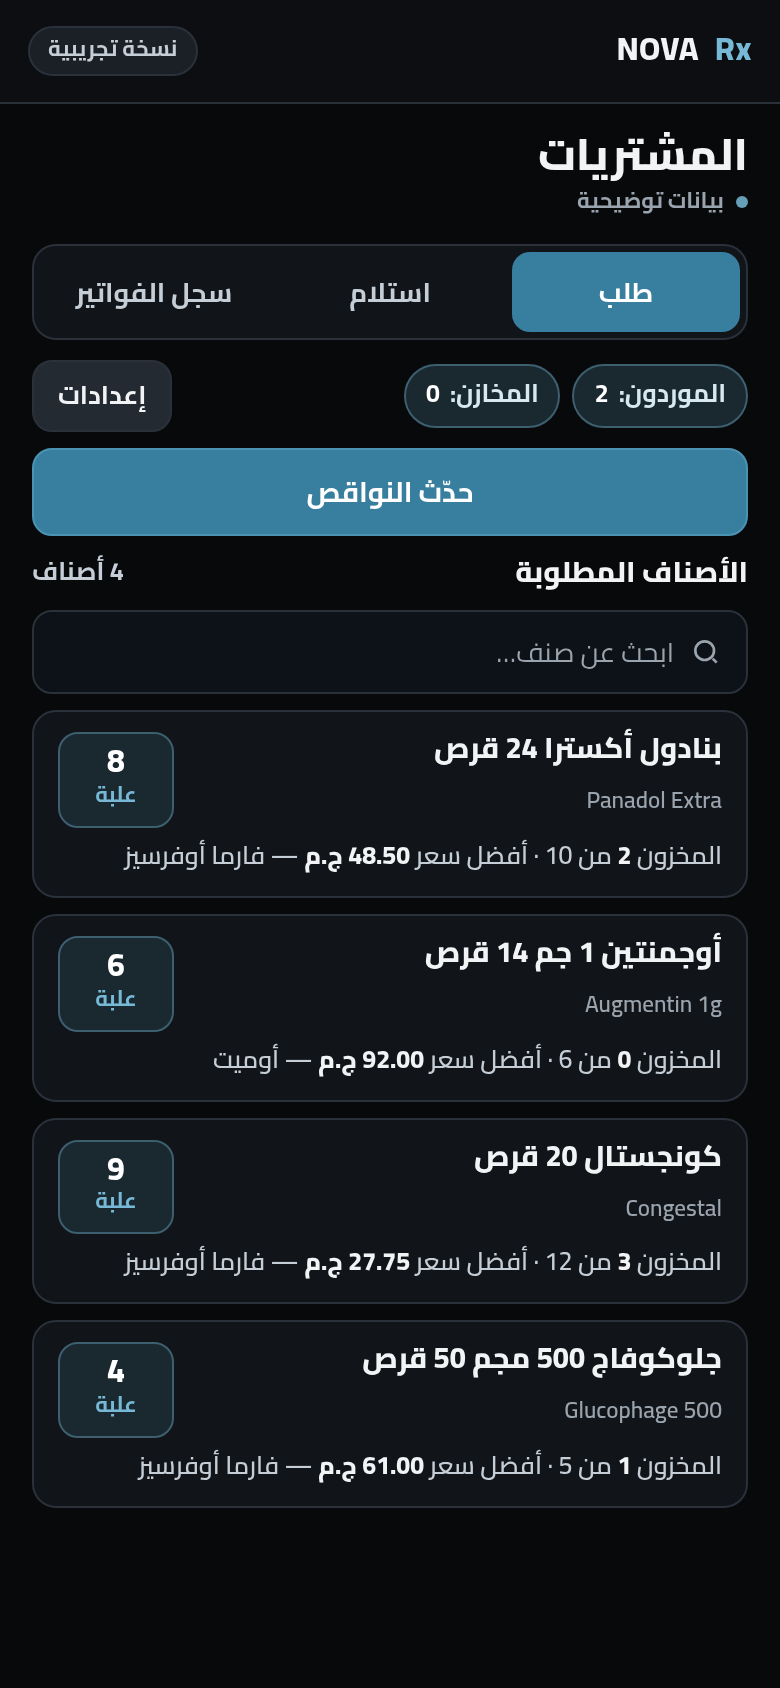 NOVA Rx
نسخة تجريبية
المشتريات
بيانات توضيحية
طلب
استلام
سجل الفواتير
الموردون: 2
المخازن: 0
إعدادات
حدّث النواقص
الأصناف المطلوبة
4 أصناف
ابحث عن صنف...
بنادول أكسترا 24 قرص
Panadol Extra
8
علبة
المخزون 2 من 10 · أفضل سعر 48.50 ج.م — فارما أوفرسيز
أوجمنتين 1 جم 14 قرص
Augmentin 1g
6
علبة
المخزون 0 من 6 · أفضل سعر 92.00 ج.م — أوميت
كونجستال 20 قرص
Congestal
9
علبة
المخزون 3 من 12 · أفضل سعر 27.75 ج.م — فارما أوفرسيز
جلوكوفاج 500 مجم 50 قرص
Glucophage 500
4
علبة
المخزون 1 من 5 · أفضل سعر 61.00 ج.م — فارما أوفرسيز